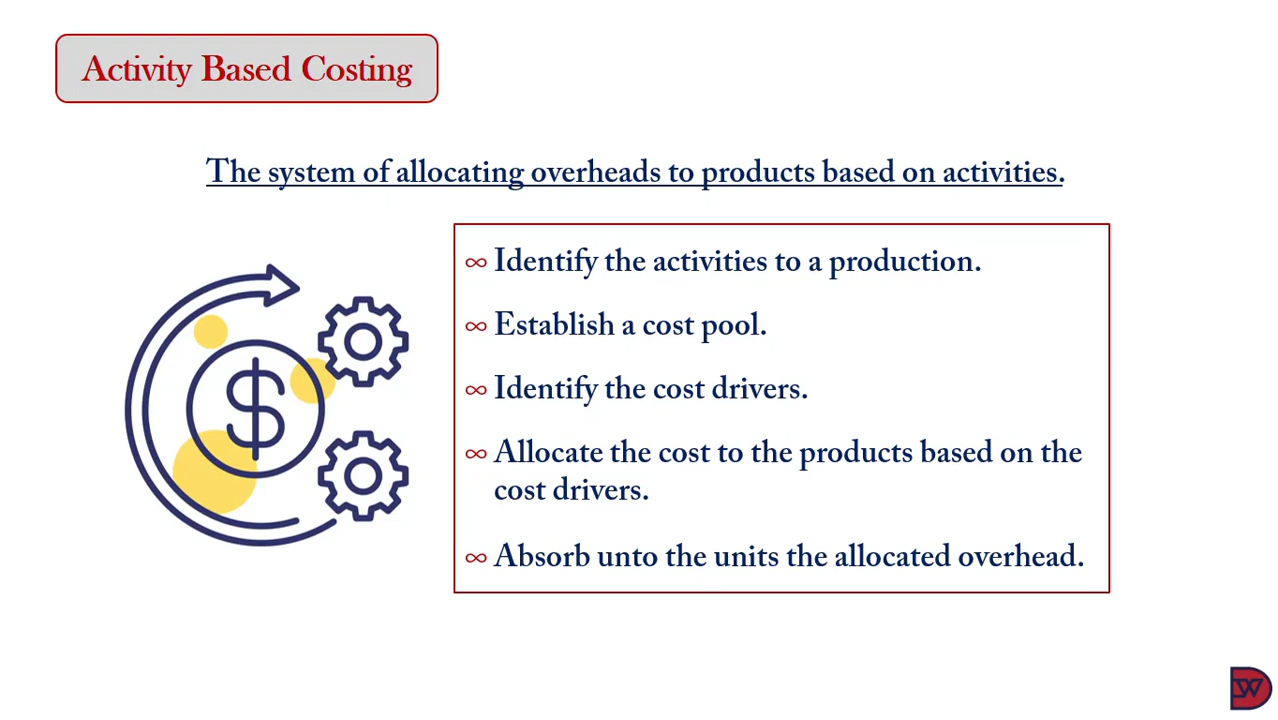 Activity Based Costing
The system of allocating overheads to products based on activities.
∞ Identify the activities to a production.
∞ Establish a cost pool.
∞ Identify the cost drivers.
∞ Allocate the cost to the products based on the
cost drivers.
∞ Absorb unto the units the allocated overhead.
$
DW